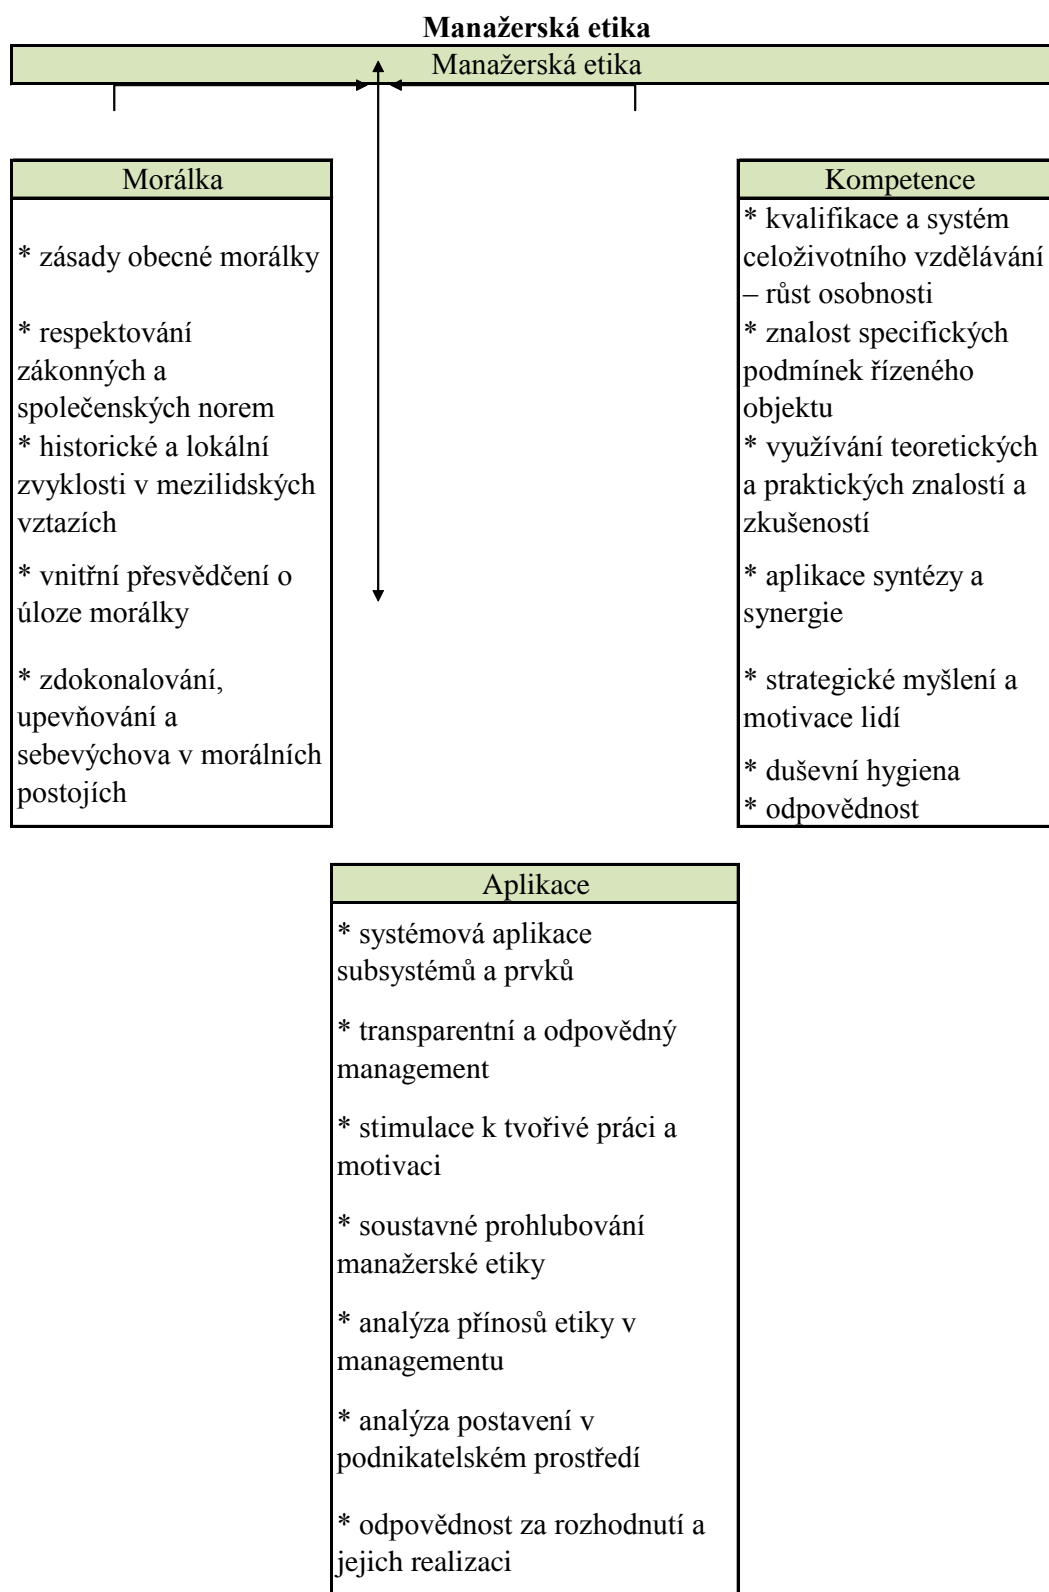 Manažerská etika
Manažerská etika
Morálka
* zásady obecné morálky
* respektování
zákonných a
společenských norem
* historické a lokální
zvyklosti v mezilidských
vztazích
* vnitřní přesvědčení o
úloze morálky
* zdokonalování,
upevňování a
sebevýchova v morálních
postojích
Kompetence
* kvalifikace a systém
celoživotního vzdělávání
– růst osobnosti
* znalost specifických
podmínek řízeného
objektu
* využívání teoretických
a praktických znalostí a
zkušeností
* aplikace syntézy a
synergie
* strategické myšlení a
motivace lidí
* duševní hygiena
* odpovědnost
Aplikace
* systémová aplikace
subsystémů a prvků
* transparentní a odpovědný
management
* stimulace k tvořivé práci a
motivaci
* soustavné prohlubování
manažerské etiky
* analýza přínosů etiky v
managementu
* analýza postavení v
podnikatelském prostředí
* odpovědnost za rozhodnutí a
jejich realizaci